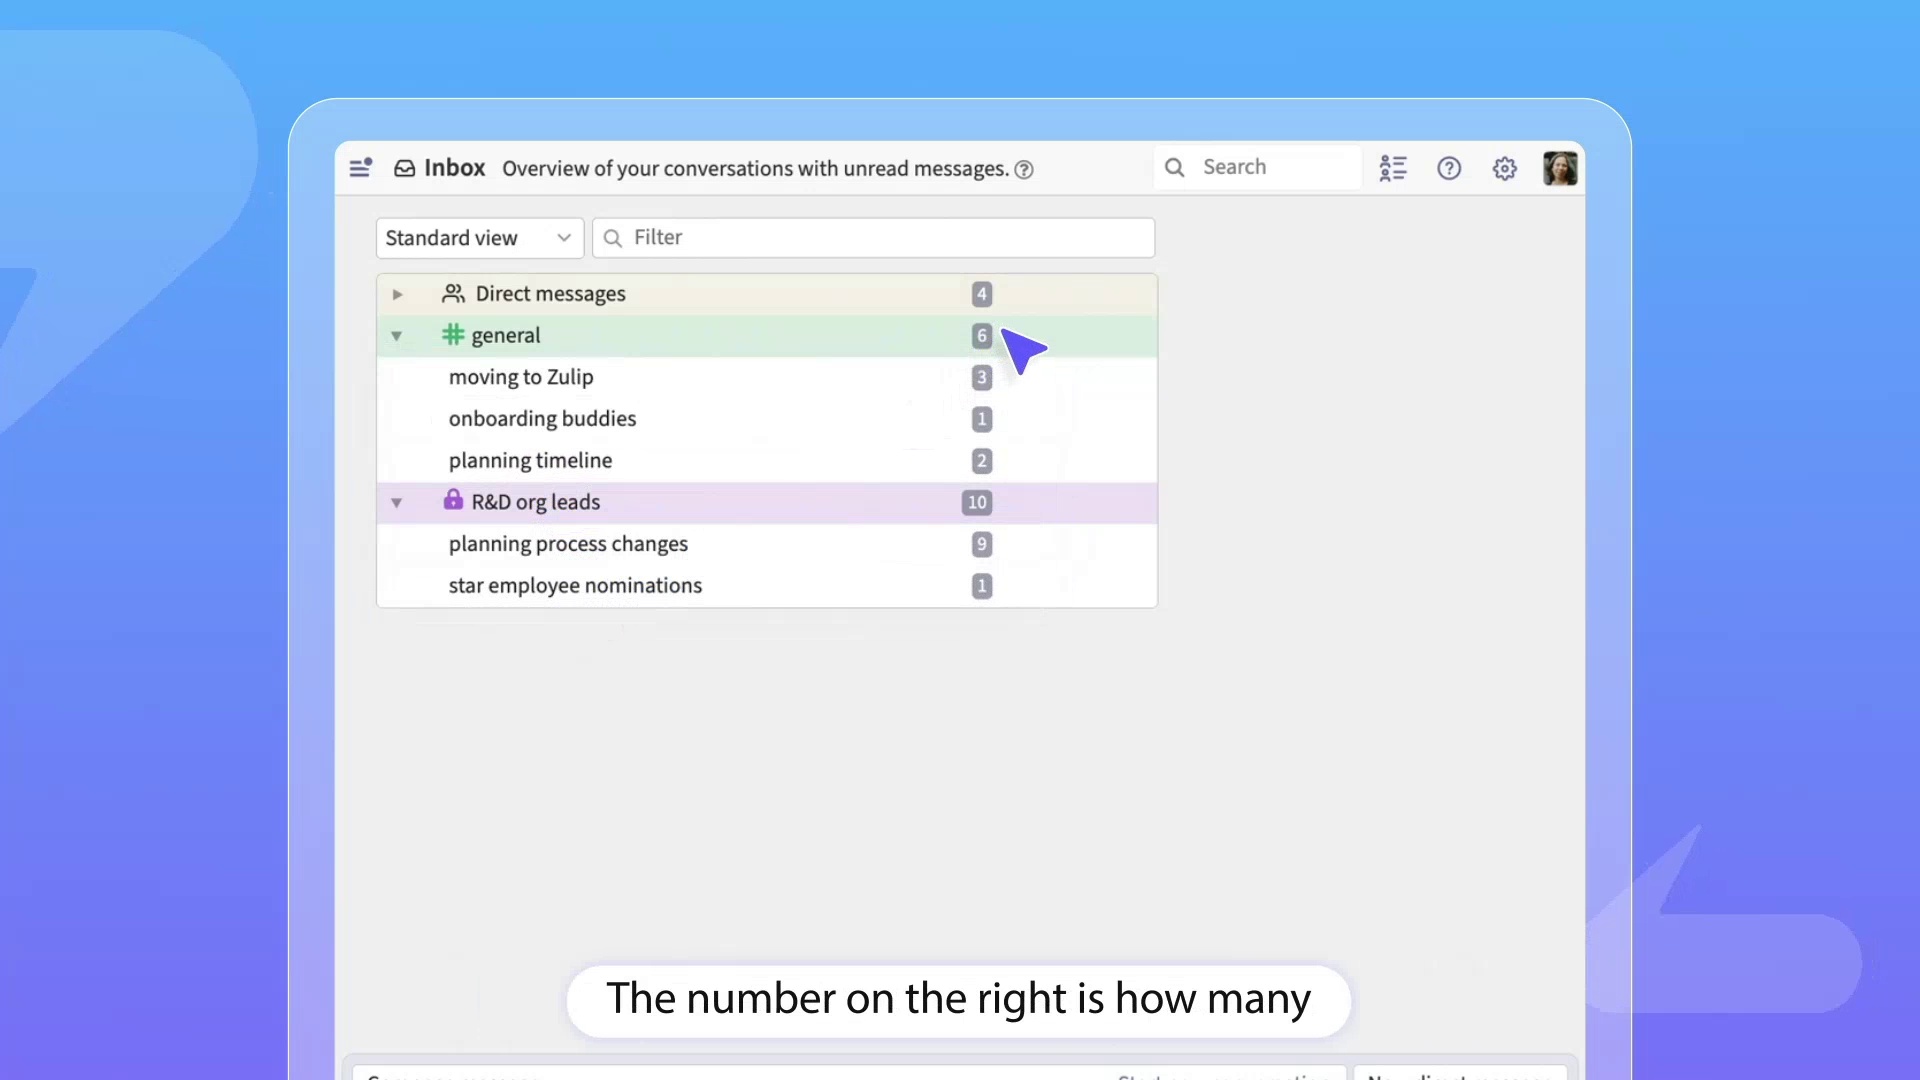 Inbox Overview of your conversations with unread messages.
Search
Standard view
Filter
Direct messages 4
general 6
moving to Zulip 3
onboarding buddies 1
planning timeline 2
R&D org leads 10
planning process changes 9
star employee nominations 1
The number on the right is how many